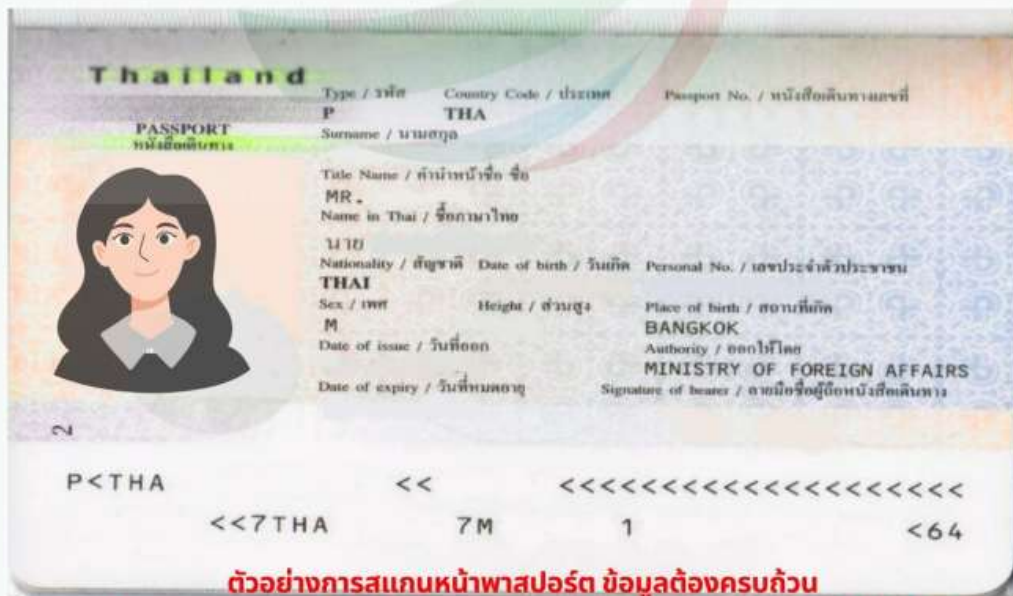 Thailand
Type / รหัส Country Code / ประเทศ Passport No. / หนังสือเดินทางเลขที่
P THA
PASSPORT
หนังสือเดินทาง
Surname / นามสกุล
Title Name / คำนำหน้าชื่อ ชื่อ
MR.
Name in Thai / ชื่อภาษาไทย
นาย
Nationality / สัญชาติ Date of birth / วันเกิด Personal No. / เลขประจำตัวประชาชน
THAI
Sex / เพศ Height / ส่วนสูง Place of birth / สถานที่เกิด
M BANGKOK
Date of issue / วันที่ออก Authority / ออกให้โดย
MINISTRY OF FOREIGN AFFAIRS
Date of expiry / วันที่หมดอายุ Signature of bearer / ลายมือชื่อผู้ถือหนังสือเดินทาง
2
P<THA << <<<<<<<<<<<<<<<<<<<<
<<7THA 7M 1 <64
ตัวอย่างการสแกนหน้าพาสปอร์ต ข้อมูลต้องครบถ้วน